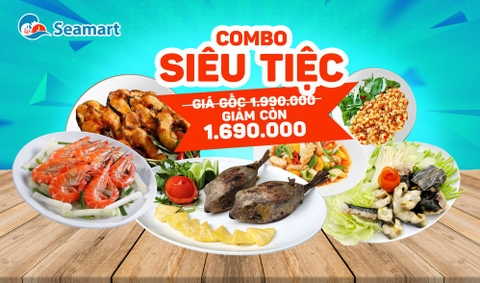 Seamart
COMBO
SIÊU TIỆC
GIÁ GỐC 1.990.000
GIẢM CÒN
1.690.000